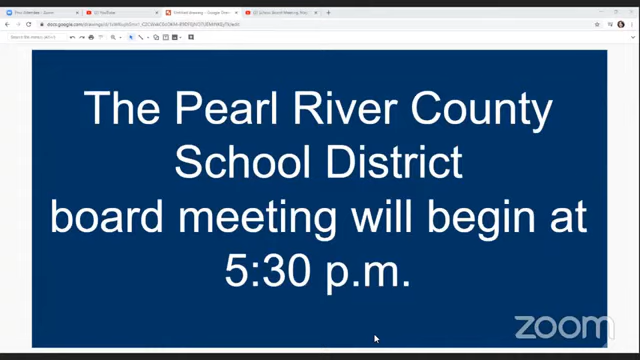 The Pearl River County
School District
board meeting will begin at
5:30 p.m.
zoom